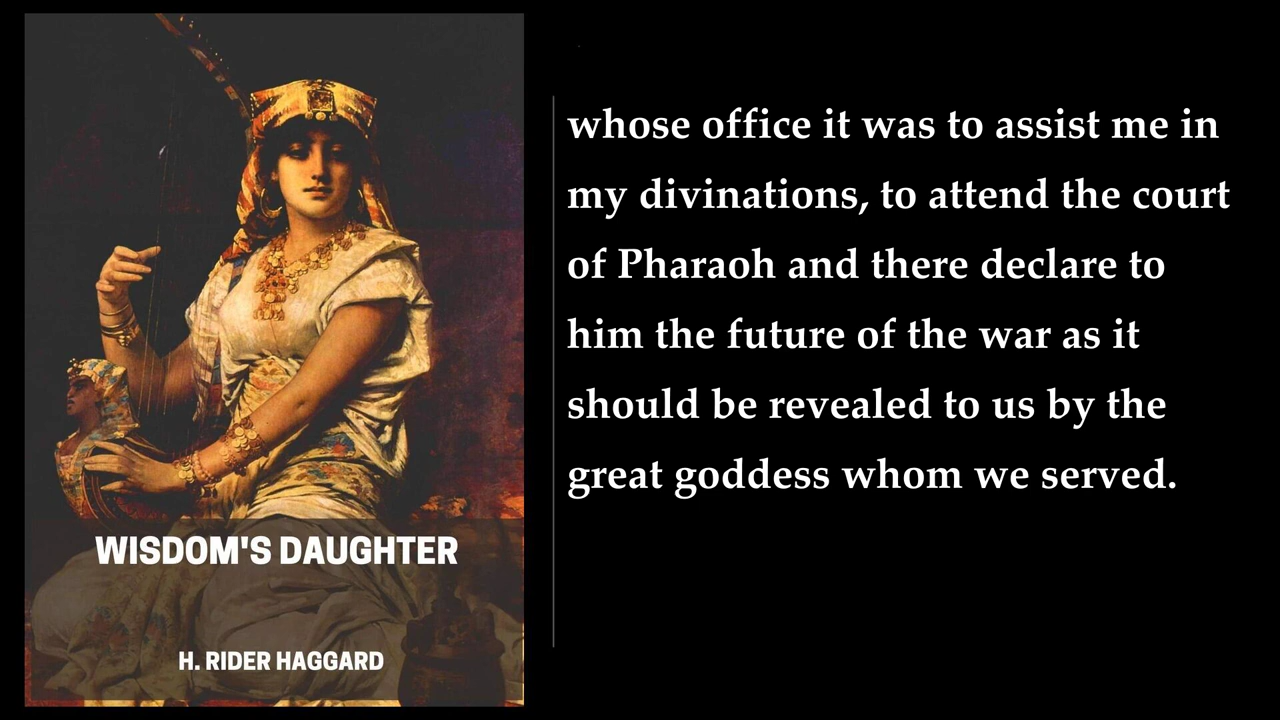 WISDOM'S DAUGHTER
H. RIDER HAGGARD
whose office it was to assist me in
my divinations, to attend the court
of Pharaoh and there declare to
him the future of the war as it
should be revealed to us by the
great goddess whom we served.